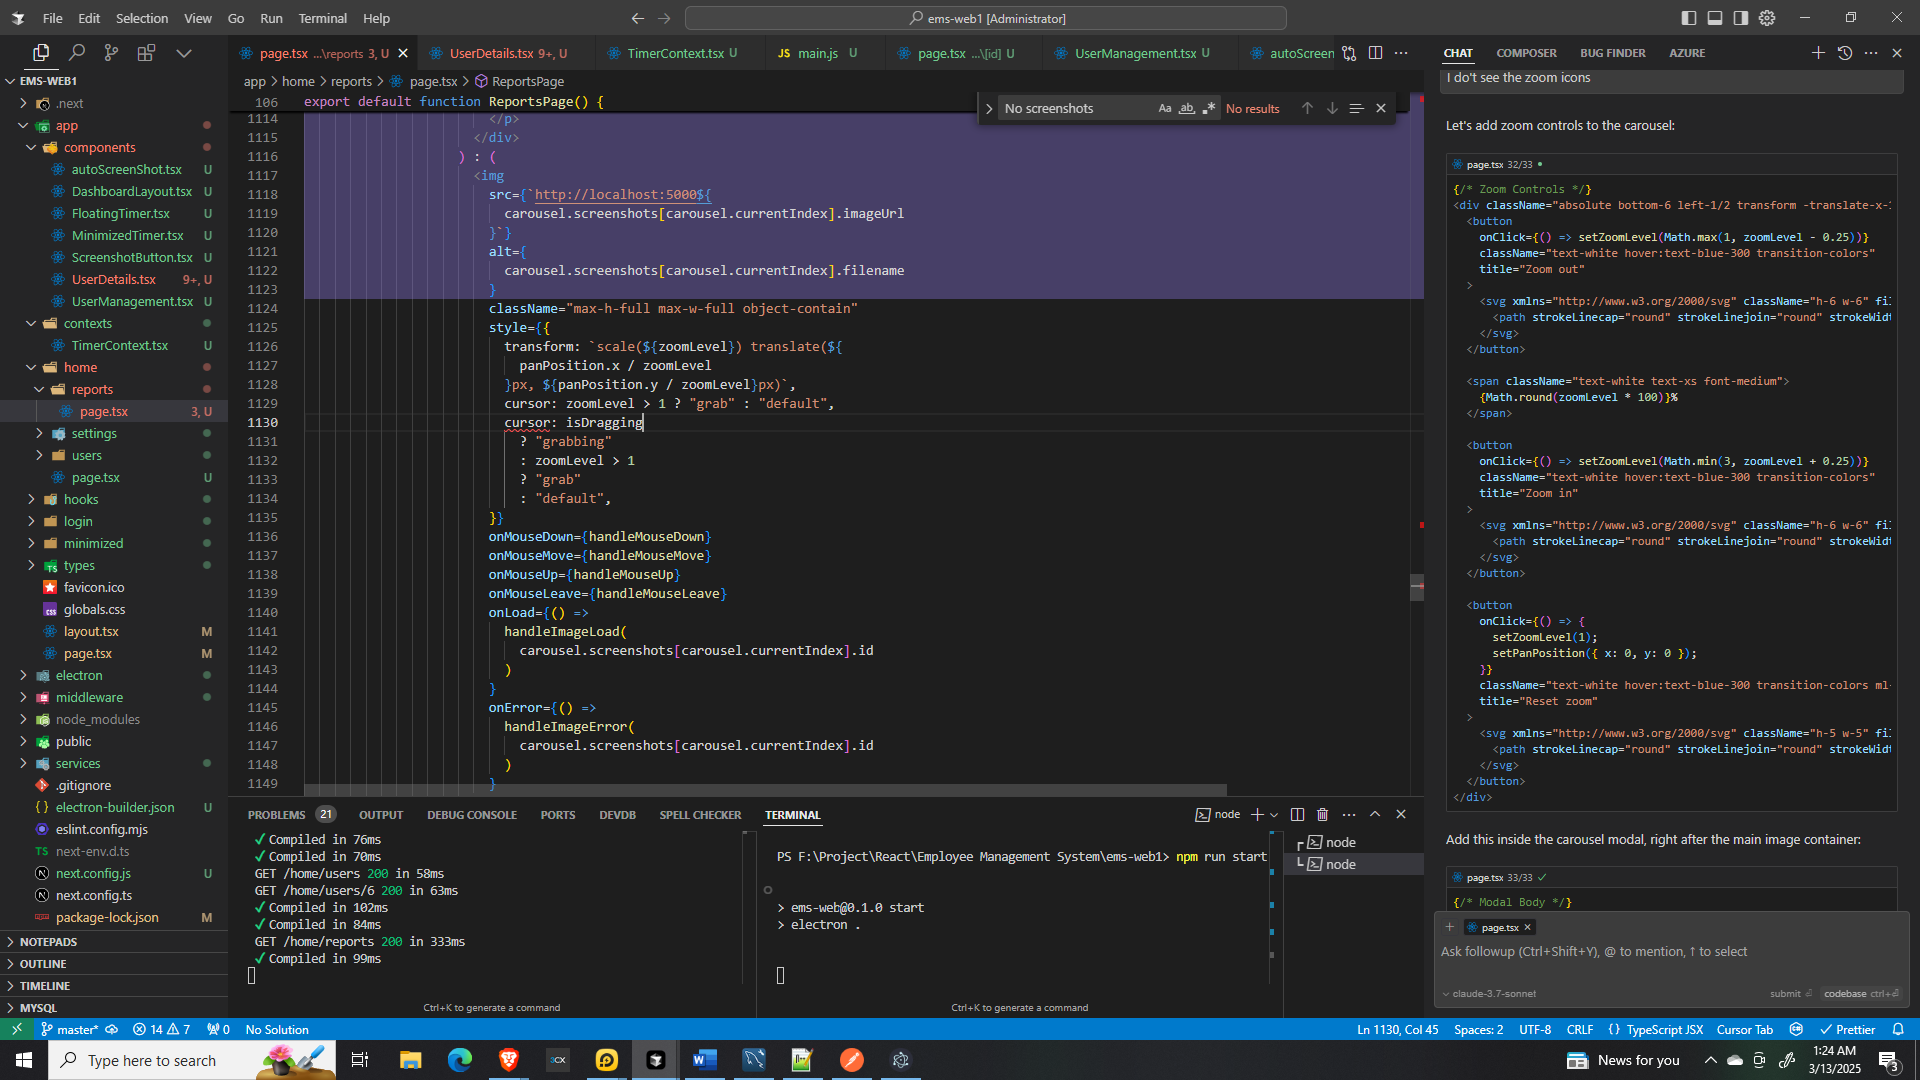 File Edit Selection View Go Run Terminal Help
ems-web1 [Administrator]
page.tsx ...\reports 3, U
UserDetails.tsx 9+, U
TimerContext.tsx U
JS main.js U
page.tsx ...\[id] U
UserManagement.tsx U
autoScreen
CHAT COMPOSER BUG FINDER AZURE
EMS-WEB1
.next
app
components
autoScreenShot.tsx U
DashboardLayout.tsx U
FloatingTimer.tsx U
MinimizedTimer.tsx U
ScreenshotButton.tsx U
UserDetails.tsx 9+, U
UserManagement.tsx U
contexts
TimerContext.tsx U
home
reports
page.tsx 3, U
settings
users
page.tsx U
hooks
login
minimized
types
favicon.ico
globals.css
layout.tsx M
page.tsx M
electron
middleware
node_modules
public
services
.gitignore
electron-builder.json U
eslint.config.mjs
TS next-env.d.ts
next.config.js U
next.config.ts
package-lock.json M
NOTEPADS
OUTLINE
TIMELINE
MYSQL
app > home > reports > page.tsx > ReportsPage
106 export default function ReportsPage() {
No screenshots Aa ab No results
1114 </p>
1115 </div>
1116 ) : (
1117 <img
1118 src={`http://localhost:5000${
1119 carousel.screenshots[carousel.currentIndex].imageUrl
1120 }`}
1121 alt={
1122 carousel.screenshots[carousel.currentIndex].filename
1123 }
1124 className="max-h-full max-w-full object-contain"
1125 style={{
1126 transform: `scale(${zoomLevel}) translate(${
1127 panPosition.x / zoomLevel
1128 }px, ${panPosition.y / zoomLevel}px)`,
1129 cursor: zoomLevel > 1 ? "grab" : "default",
1130 cursor: isDragging
1131 ? "grabbing"
1132 : zoomLevel > 1
1133 ? "grab"
1134 : "default",
1135 }}
1136 onMouseDown={handleMouseDown}
1137 onMouseMove={handleMouseMove}
1138 onMouseUp={handleMouseUp}
1139 onMouseLeave={handleMouseLeave}
1140 onLoad={() =>
1141 handleImageLoad(
1142 carousel.screenshots[carousel.currentIndex].id
1143 )
1144 }
1145 onError={() =>
1146 handleImageError(
1147 carousel.screenshots[carousel.currentIndex].id
1148 )
1149 }
PROBLEMS 21 OUTPUT DEBUG CONSOLE PORTS DEVDB SPELL CHECKER TERMINAL
node
✓ Compiled in 76ms
✓ Compiled in 70ms
GET /home/users 200 in 58ms
GET /home/users/6 200 in 63ms
✓ Compiled in 102ms
✓ Compiled in 84ms
GET /home/reports 200 in 333ms
✓ Compiled in 99ms
Ctrl+K to generate a command
PS F:\Project\React\Employee Management System\ems-web1> npm run start
> ems-web@0.1.0 start
> electron .
Ctrl+K to generate a command
node
node
I do't see the zoom icons
Let's add zoom controls to the carousel:
page.tsx 32/33 •
{/* Zoom Controls */}
<div className="absolute bottom-6 left-1/2 transform -translate-x-1
<button
onClick={() => setZoomLevel(Math.max(1, zoomLevel - 0.25))}
className="text-white hover:text-blue-300 transition-colors"
title="Zoom out"
>
<svg xmlns="http://www.w3.org/2000/svg" className="h-6 w-6" fil
<path strokeLinecap="round" strokeLinejoin="round" strokeWidt
</svg>
</button>
<span className="text-white text-xs font-medium">
{Math.round(zoomLevel * 100)}%
</span>
<button
onClick={() => setZoomLevel(Math.min(3, zoomLevel + 0.25))}
className="text-white hover:text-blue-300 transition-colors"
title="Zoom in"
>
<svg xmlns="http://www.w3.org/2000/svg" className="h-6 w-6" fil
<path strokeLinecap="round" strokeLinejoin="round" strokeWidt
</svg>
</button>
<button
onClick={() => {
setZoomLevel(1);
setPanPosition({ x: 0, y: 0 });
}}
className="text-white hover:text-blue-300 transition-colors ml-
title="Reset zoom"
>
<svg xmlns="http://www.w3.org/2000/svg" className="h-5 w-5" fil
<path strokeLinecap="round" strokeLinejoin="round" strokeWidt
</svg>
</button>
</div>
Add this inside the carousel modal, right after the main image container:
page.tsx 33/33 ✓
{/* Modal Body */}
page.tsx ×
Ask followup (Ctrl+Shift+Y), @ to mention, ↑ to select
claude-3.7-sonnet submit codebase ctrl+⏎
master* 14 7 0 No Solution
Ln 1130, Col 45 Spaces: 2 UTF-8 CRLF {} TypeScript JSX Cursor Tab Prettier
Type here to search
News for you
1:24 AM
3/13/2025
3